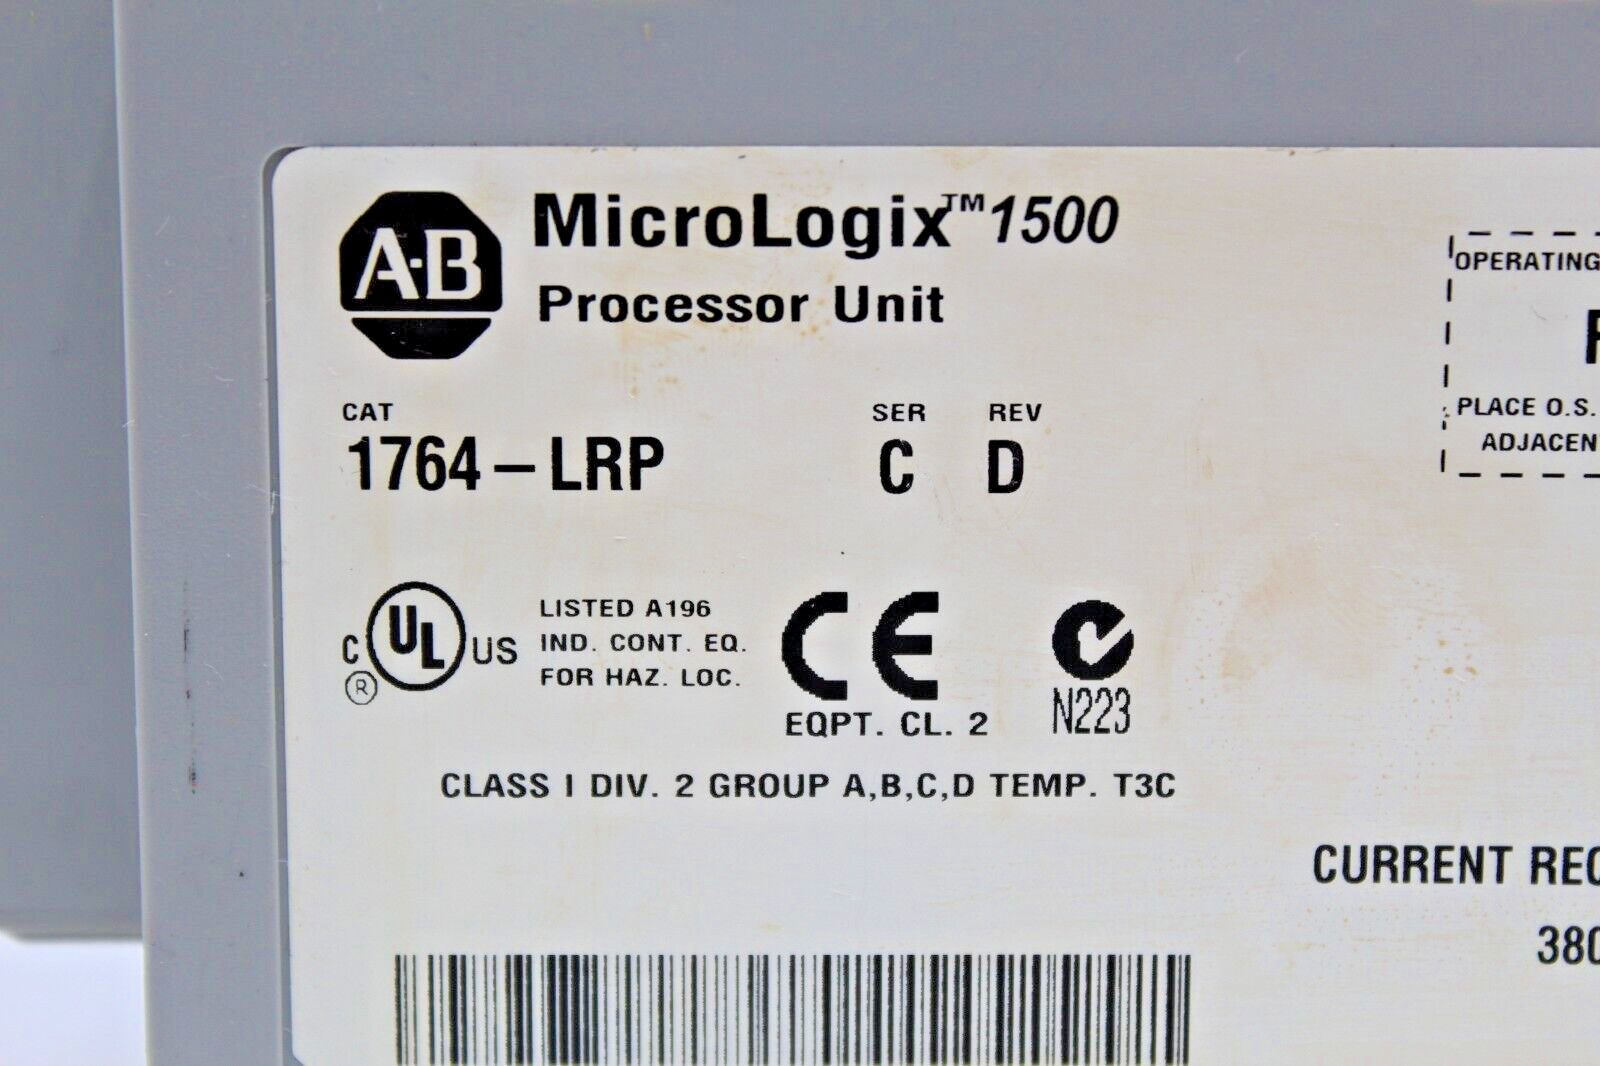 A-B
MicroLogix™ 1500
Processor Unit
CAT
1764-LRP
SER
C
REV
D
OPERATING
PLACE O.S.
ADJACEN
C UL US
®
LISTED A196
IND. CONT. EQ.
FOR HAZ. LOC.
CE
EQPT. CL. 2
N223
CLASS I DIV. 2 GROUP A,B,C,D TEMP. T3C
CURRENT REQ
380